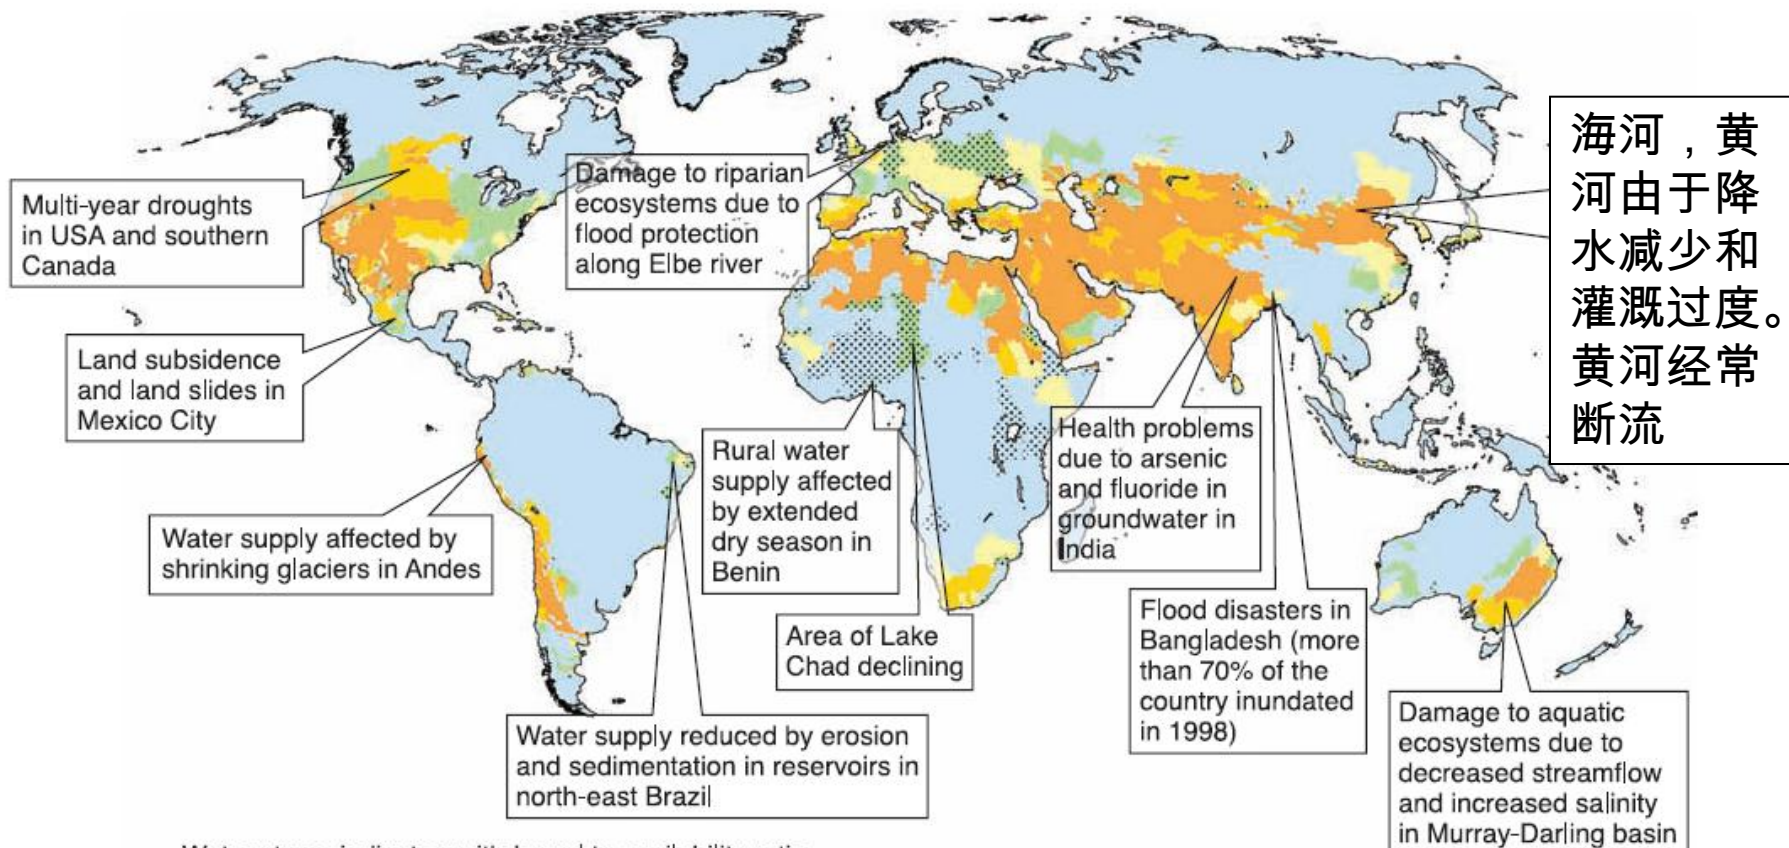 Multi-year droughts
in USA and southern
Canada
Land subsidence
and land slides in
Mexico City
Water supply affected by
shrinking glaciers in Andes
Damage to riparian
ecosystems due to
flood protection
along Elbe river
Rural water
supply affected
by extended
dry season in
Benin
Area of Lake
Chad declining
Water supply reduced by erosion
and sedimentation in reservoirs in
north-east Brazil
Health problems
due to arsenic
and fluoride in
groundwater in
India
Flood disasters in
Bangladesh (more
than 70% of the
country inundated
in 1998)
海河，黄
河由于降
水减少和
灌溉过度。
黄河经常
断流
Damage to aquatic
ecosystems due to
decreased streamflow
and increased salinity
in Murray-Darling basin